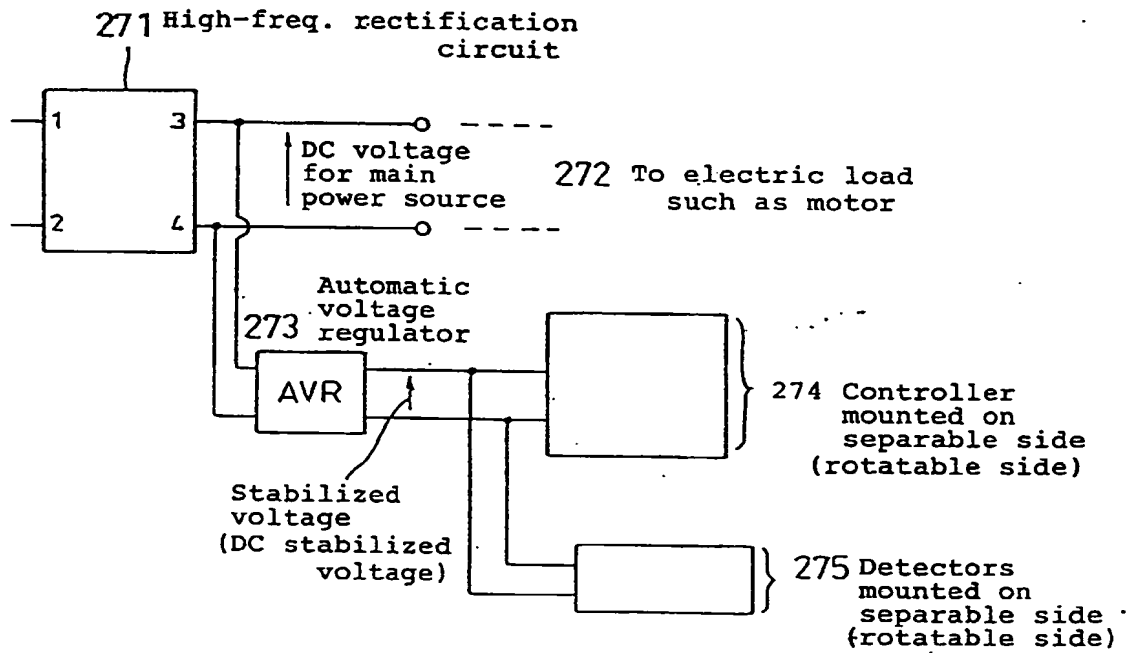 271 High-freq. rectification
circuit
1 3
2 4
DC voltage
for main
power source
272 To electric load
such as motor
Automatic
voltage
regulator
273
AVR
274 Controller
mounted on
separable side
(rotatable side)
Stabilized
voltage
(DC stabilized
voltage)
275 Detectors
mounted on
separable side
(rotatable side)